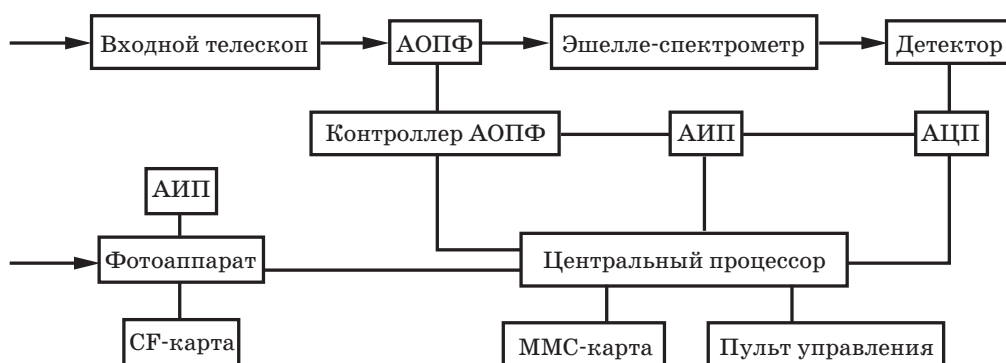 Входной телескоп
АОПФ
Эшелле-спектрометр
Детектор
Контроллер АОПФ
АИП
АЦП
АИП
Фотоаппарат
Центральный процессор
CF-карта
ММС-карта
Пульт управления